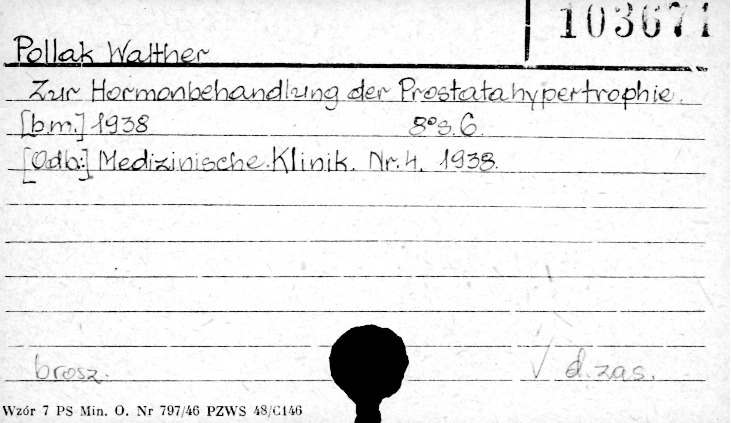 103671
Pollak Walther
Zur Hormonbehandlung der Prostatahypertrophie.
[b.m.] 1938 8° s. 6.
[Odb:] Medizinische Klinik. Nr. 4. 1938.
brosz. √ d. zas.
Wzór 7 PS Min. O. Nr 797/46 PZWS 48/C146